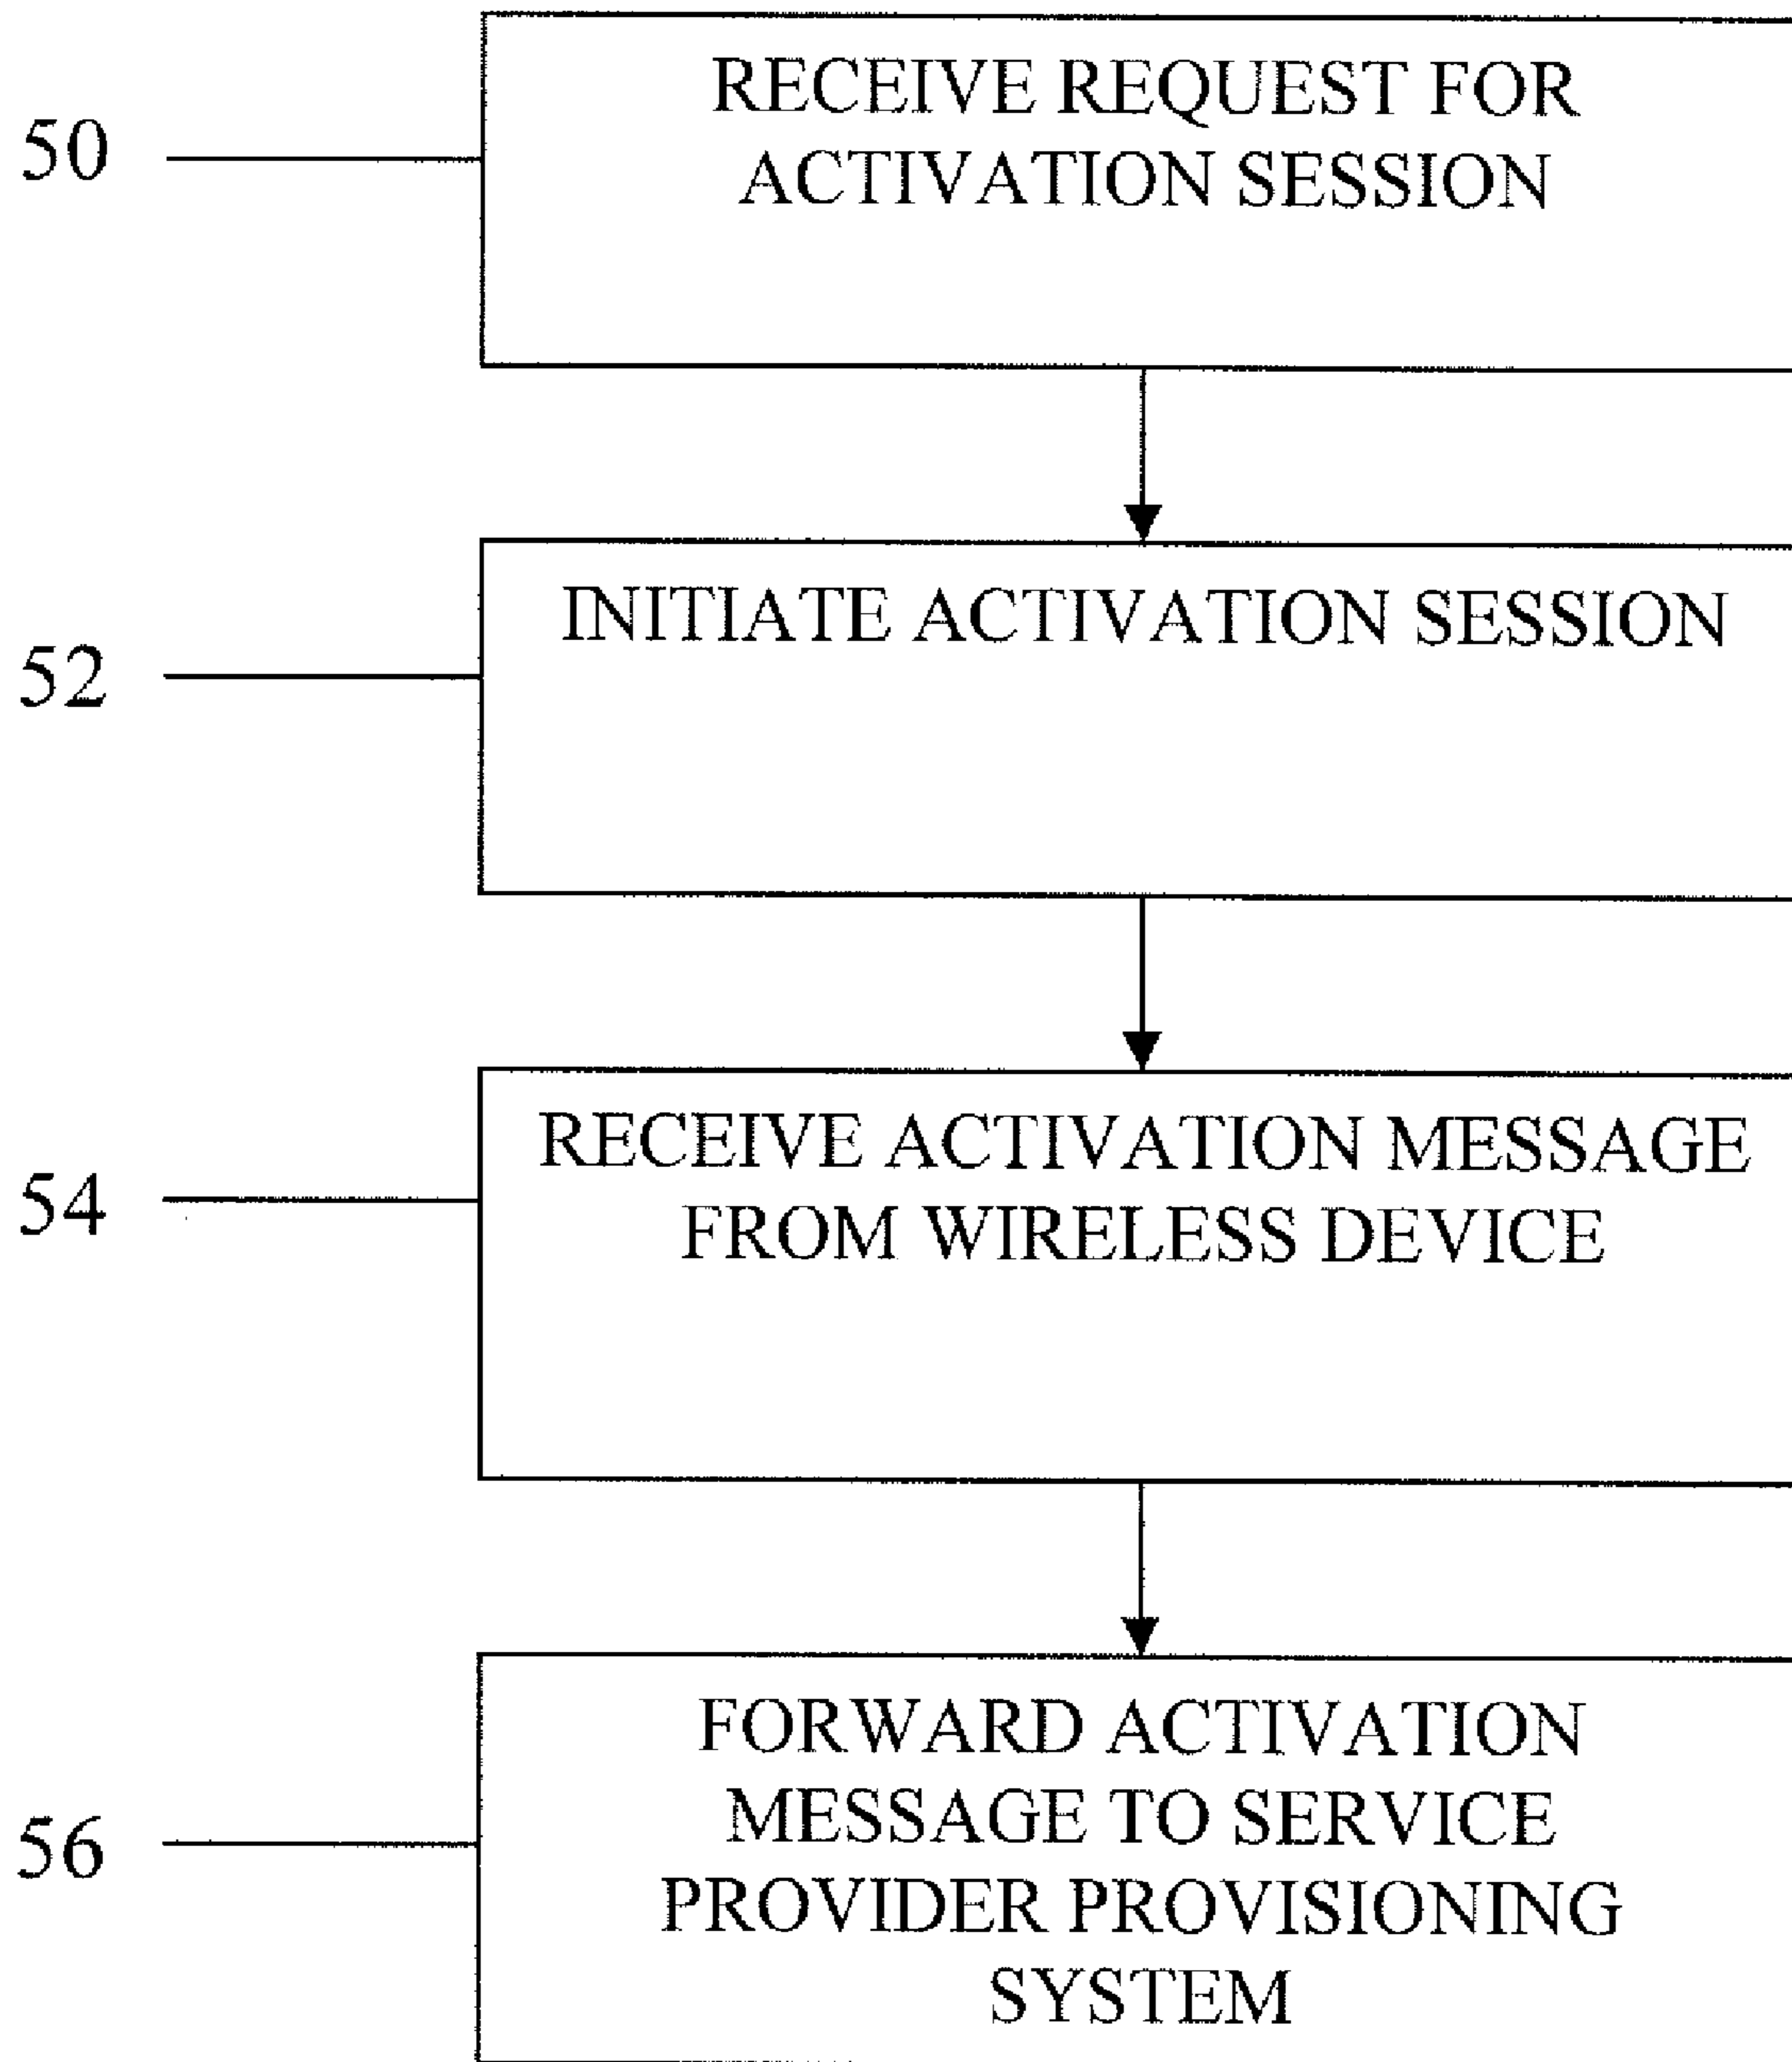 50
RECEIVE REQUEST FOR
ACTIVATION SESSION
52
INITIATE ACTIVATION SESSION
54
RECEIVE ACTIVATION MESSAGE
FROM WIRELESS DEVICE
56
FORWARD ACTIVATION
MESSAGE TO SERVICE
PROVIDER PROVISIONING
SYSTEM